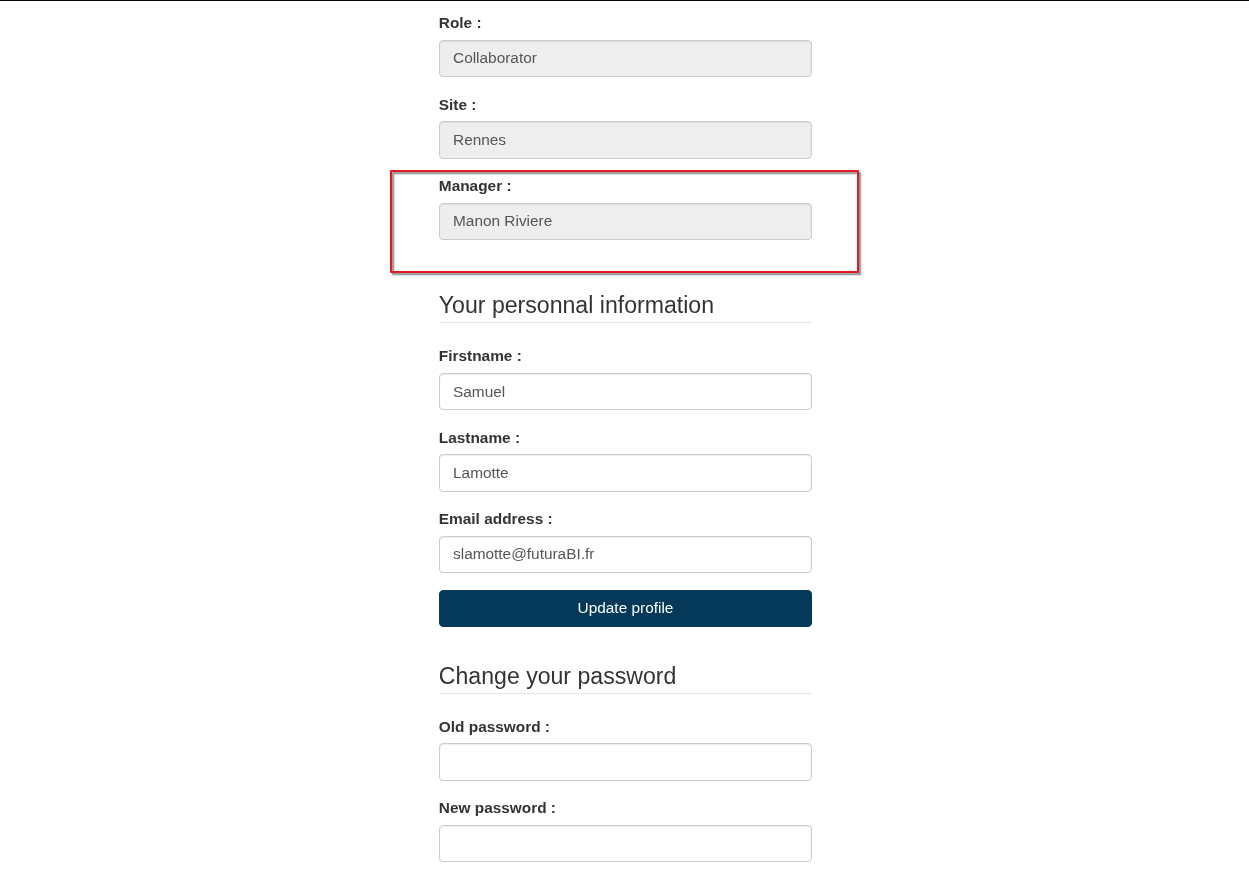 Role :
Collaborator
Site :
Rennes
Manager :
Manon Riviere
Your personnal information
Firstname :
Samuel
Lastname :
Lamotte
Email address :
slamotte@futuraBI.fr
Update profile
Change your password
Old password :
New password :